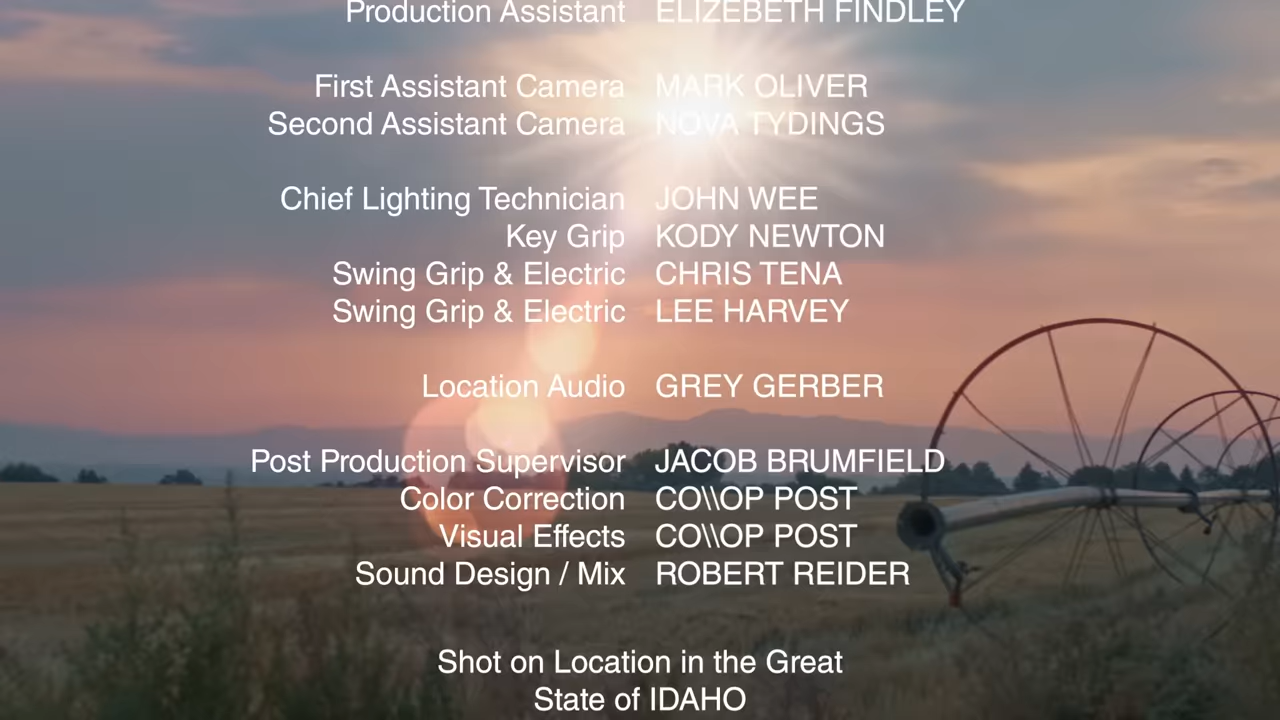 Production Assistant ELIZEBETH FINDLEY
First Assistant Camera MARK OLIVER
Second Assistant Camera NOVA TYDINGS
Chief Lighting Technician JOHN WEE
Key Grip KODY NEWTON
Swing Grip & Electric CHRIS TENA
Swing Grip & Electric LEE HARVEY
Location Audio GREY GERBER
Post Production Supervisor JACOB BRUMFIELD
Color Correction CO\\OP POST
Visual Effects CO\\OP POST
Sound Design / Mix ROBERT REIDER
Shot on Location in the Great
State of IDAHO